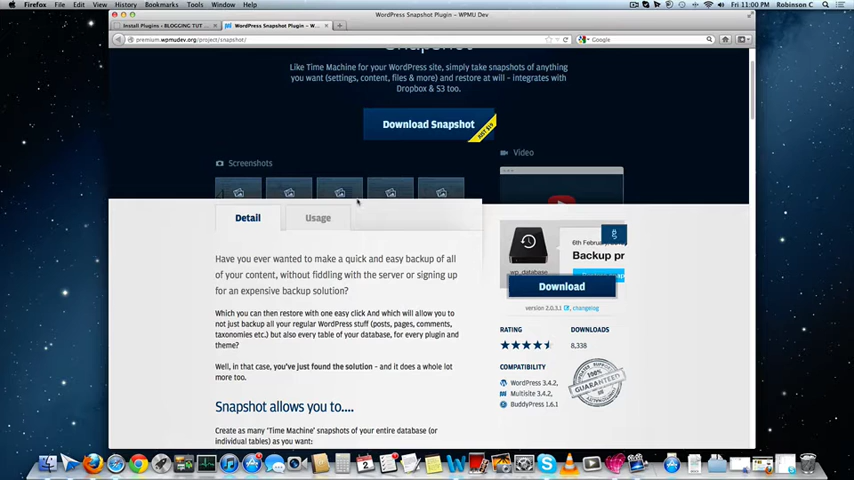 Firefox File Edit View History Bookmarks Tools Window Help
Fri 11:00 PM Robinson C
WordPress Snapshot Plugin – WPMU Dev
Install Plugins ‹ BLOGGING TUT...
WordPress Snapshot Plugin – W...
premium.wpmudev.org/project/snapshot/
Google
Snapshot
Like Time Machine for your WordPress site, simply take snapshots of anything
you want (settings, content, files & more) and restore at will – integrates with
Dropbox & S3 too.
Download Snapshot
JUST $19
Screenshots
Video
Detail
Usage
6th February,
Backup pr
wp_database
Download
version 2.0.3.1
, changelog
Have you ever wanted to make a quick and easy backup of all
of your content, without fiddling with the server or signing up
for an expensive backup solution?
Which you can then restore with one easy click And which will allow you to
not just backup all your regular WordPress stuff (posts, pages, comments,
taxonomies etc.) but also every table of your database, for every plugin and
theme?
Well, in that case, you've just found the solution - and it does a whole lot
more too.
Snapshot allows you to....
Create as many 'Time Machine' snapshots of your entire database (or
individual tables) as you want:
RATING
DOWNLOADS
8,338
COMPATIBILITY
WordPress 3.4.2,
Multisite 3.4.2,
BuddyPress 1.6.1
100%
GUARANTEED